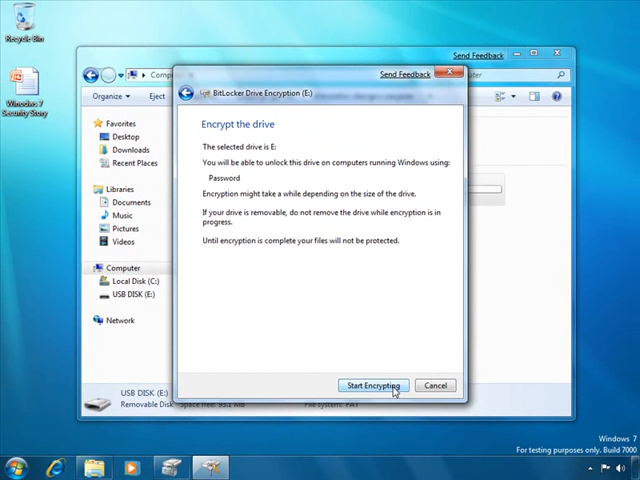 Recycle Bin
Windows 7
Security Story
Send Feedback
Send Feedback
BitLocker Drive Encryption (E:)
Organize
Eject
Encrypt the drive
The selected drive is E:
You will be able to unlock this drive on computers running Windows using:
Password
Encryption might take a while depending on the size of the drive.
If your drive is removable, do not remove the drive while encryption is in
progress.
Until encryption is complete your files will not be protected.
Start Encrypting
Cancel
Favorites
Desktop
Downloads
Recent Places
Libraries
Documents
Music
Pictures
Videos
Computer
Local Disk (C:)
USB DISK (E:)
Network
USB DISK (E:)
Removable Disk
Windows 7
For testing purposes only. Build 7000